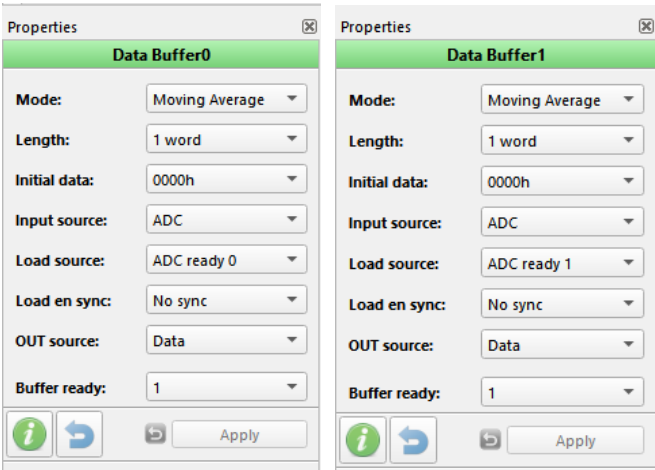 Properties
Data Buffer0
Mode: Moving Average
Length: 1 word
Initial data: 0000h
Input source: ADC
Load source: ADC ready 0
Load en sync: No sync
OUT source: Data
Buffer ready: 1
Apply
Properties
Data Buffer1
Mode: Moving Average
Length: 1 word
Initial data: 0000h
Input source: ADC
Load source: ADC ready 1
Load en sync: No sync
OUT source: Data
Buffer ready: 1
Apply